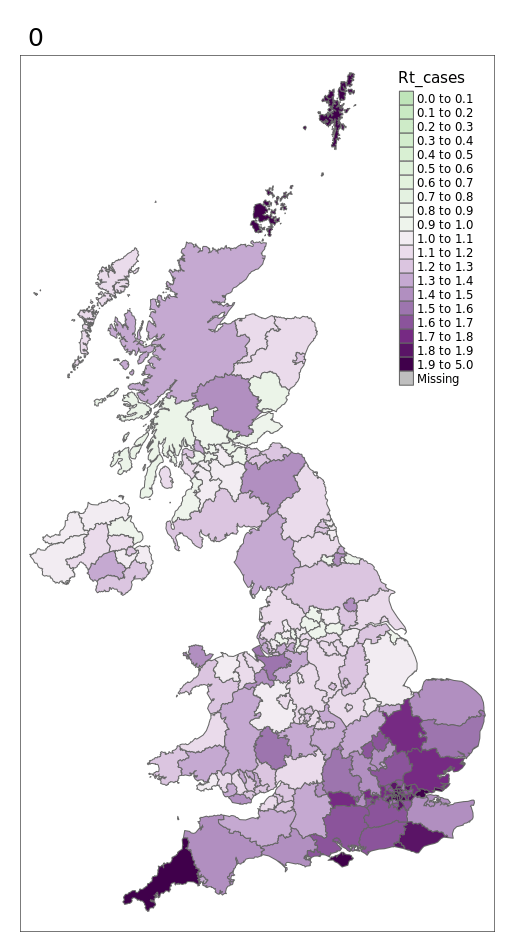 0
Rt_cases
0.0 to 0.1
0.1 to 0.2
0.2 to 0.3
0.3 to 0.4
0.4 to 0.5
0.5 to 0.6
0.6 to 0.7
0.7 to 0.8
0.8 to 0.9
0.9 to 1.0
1.0 to 1.1
1.1 to 1.2
1.2 to 1.3
1.3 to 1.4
1.4 to 1.5
1.5 to 1.6
1.6 to 1.7
1.7 to 1.8
1.8 to 1.9
1.9 to 5.0
Missing